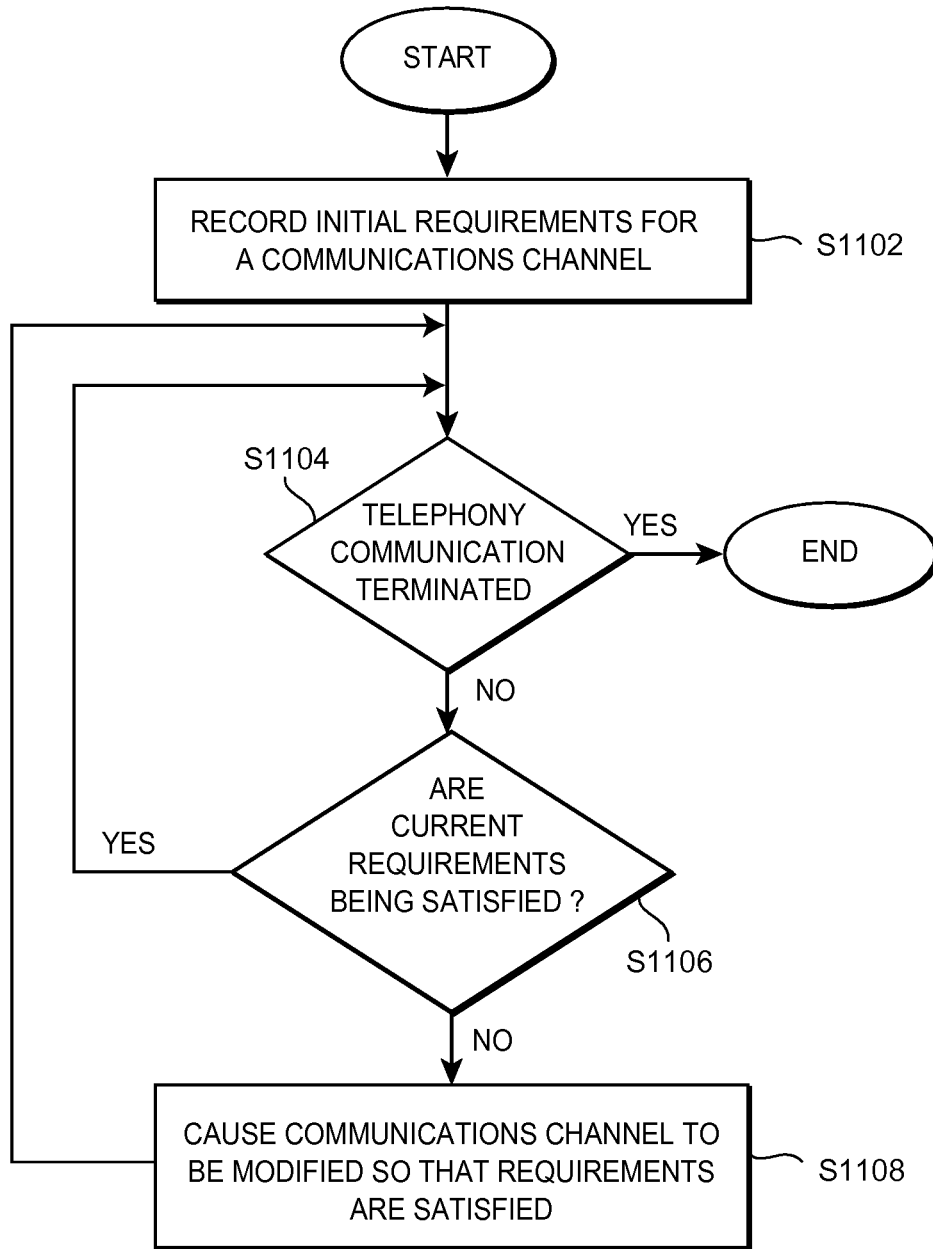 START
RECORD INITIAL REQUIREMENTS FOR
A COMMUNICATIONS CHANNEL
S1102
S1104
TELEPHONY
COMMUNICATION
TERMINATED
YES
END
NO
ARE
CURRENT
REQUIREMENTS
BEING SATISFIED ?
YES
S1106
NO
CAUSE COMMUNICATIONS CHANNEL TO
BE MODIFIED SO THAT REQUIREMENTS
ARE SATISFIED
S1108